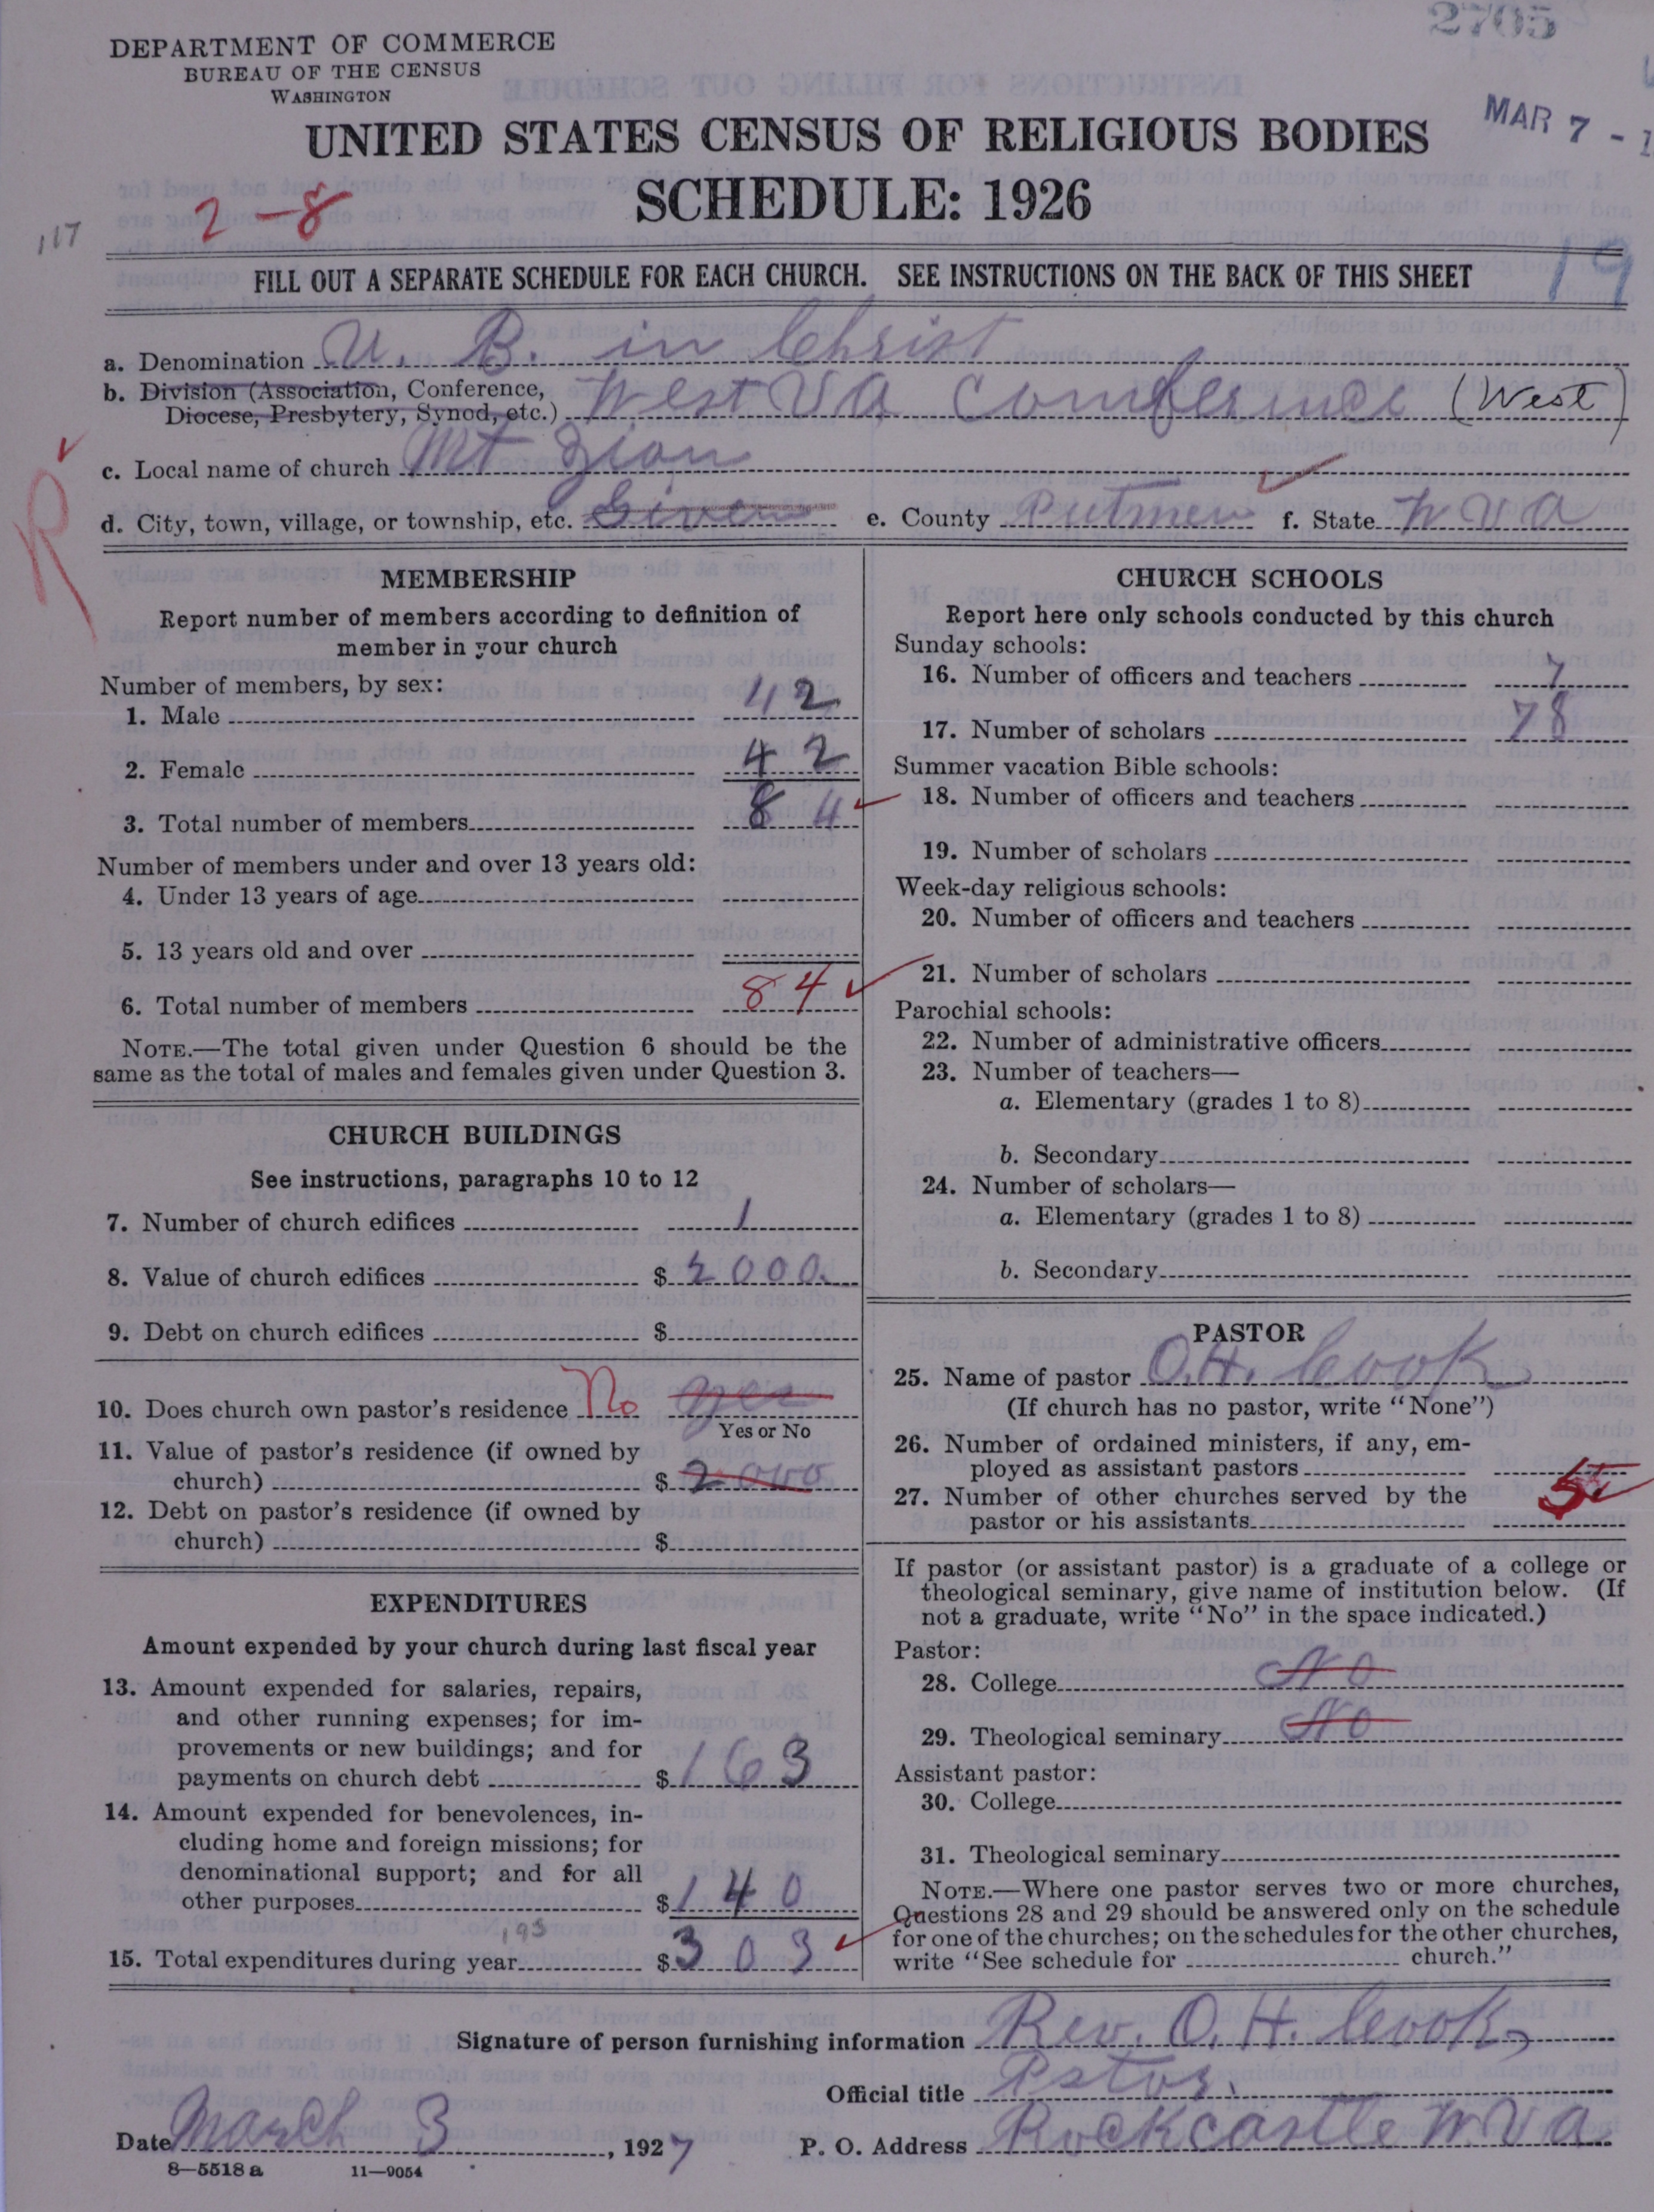 2705
DEPARTMENT OF COMMERCE
BUREAU OF THE CENSUS
WASHINGTON
MAR 7 - 1
UNITED STATES CENSUS OF RELIGIOUS BODIES
SCHEDULE: 1926
2-8
117
FILL OUT A SEPARATE SCHEDULE FOR EACH CHURCH. SEE INSTRUCTIONS ON THE BACK OF THIS SHEET
19
a. Denomination U. B. in Christ
b. Division (Association, Conference,
Diocese, Presbytery, Synod, etc.) West Va Conference (West)
R
c. Local name of church Mt Zion
d. City, town, village, or township, etc. Given e. County Putmen f. State W VA
MEMBERSHIP
Report number of members according to definition of
member in your church
Number of members, by sex:
1. Male 42
2. Female 42
3. Total number of members 84
Number of members under and over 13 years old:
4. Under 13 years of age
5. 13 years old and over
6. Total number of members 84
NOTE.—The total given under Question 6 should be the
same as the total of males and females given under Question 3.
CHURCH BUILDINGS
See instructions, paragraphs 10 to 12
7. Number of church edifices 1
8. Value of church edifices $ 2000.
9. Debt on church edifices $
10. Does church own pastor's residence No yes
Yes or No
11. Value of pastor's residence (if owned by
church) $ 2000
12. Debt on pastor's residence (if owned by
church) $
EXPENDITURES
Amount expended by your church during last fiscal year
13. Amount expended for salaries, repairs,
and other running expenses; for im-
provements or new buildings; and for
payments on church debt $ 163
14. Amount expended for benevolences, in-
cluding home and foreign missions; for
denominational support; and for all
other purposes $ 140
193
15. Total expenditures during year $ 303
CHURCH SCHOOLS
Report here only schools conducted by this church
Sunday schools:
16. Number of officers and teachers 7
17. Number of scholars 78
Summer vacation Bible schools:
18. Number of officers and teachers
19. Number of scholars
Week-day religious schools:
20. Number of officers and teachers
21. Number of scholars
Parochial schools:
22. Number of administrative officers
23. Number of teachers—
a. Elementary (grades 1 to 8)
b. Secondary
24. Number of scholars—
a. Elementary (grades 1 to 8)
b. Secondary
PASTOR
25. Name of pastor O.H. Cook
(If church has no pastor, write "None")
26. Number of ordained ministers, if any, em-
ployed as assistant pastors
27. Number of other churches served by the
pastor or his assistants 5
If pastor (or assistant pastor) is a graduate of a college or
theological seminary, give name of institution below. (If
not a graduate, write "No" in the space indicated.)
Pastor:
28. College No
29. Theological seminary No
Assistant pastor:
30. College
31. Theological seminary
NOTE.—Where one pastor serves two or more churches,
Questions 28 and 29 should be answered only on the schedule
for one of the churches; on the schedules for the other churches,
write "See schedule for church."
Signature of person furnishing information Rev. O. H. Cook,
Official title Pstor.
Date March 3, 1927 P. O. Address Rockcastle W. VA
8—5518 a 11—9054